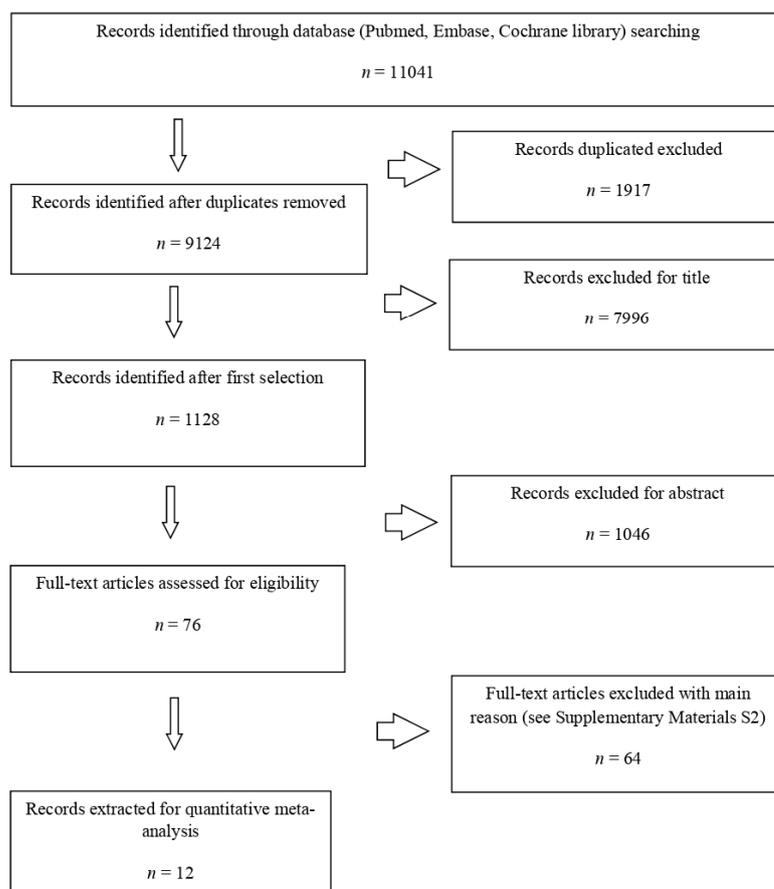 Records identified through database (Pubmed, Embase, Cochrane library) searching
n = 11041
Records duplicated excluded
n = 1917
Records identified after duplicates removed
n = 9124
Records excluded for title
n = 7996
Records identified after first selection
n = 1128
Records excluded for abstract
n = 1046
Full-text articles assessed for eligibility
n = 76
Full-text articles excluded with main
reason (see Supplementary Materials S2)
n = 64
Records extracted for quantitative meta-
analysis
n = 12